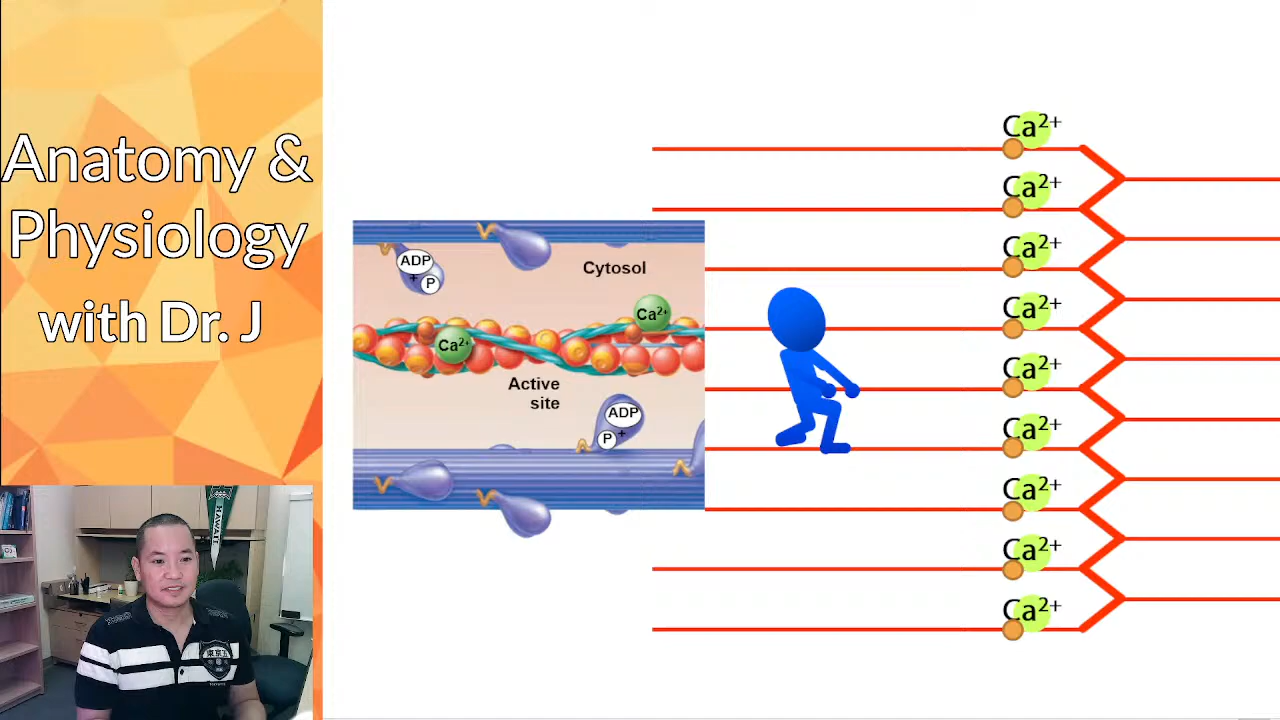 Anatomy &
Physiology
with Dr. J
HAWAII
ADP
+
P
Cytosol
Ca2+
Ca2+
Active
site
ADP
P +
Ca²⁺
Ca²⁺
Ca²⁺
Ca²⁺
Ca²⁺
Ca²⁺
Ca²⁺
Ca²⁺
Ca²⁺